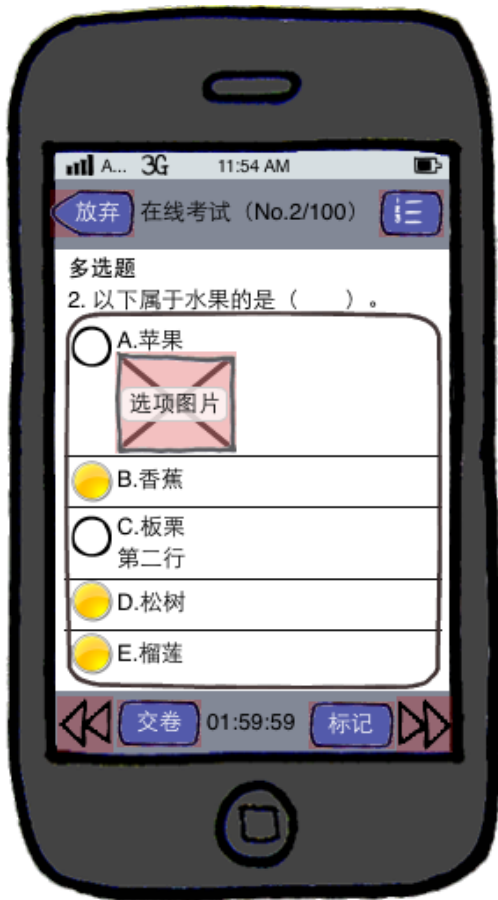 A... 3G 11:54 AM
放弃 在线考试（No.2/100）
多选题
2. 以下属于水果的是（　　）。
A.苹果
选项图片
B.香蕉
C.板栗
第二行
D.松树
E.榴莲
交卷 01:59:59 标记